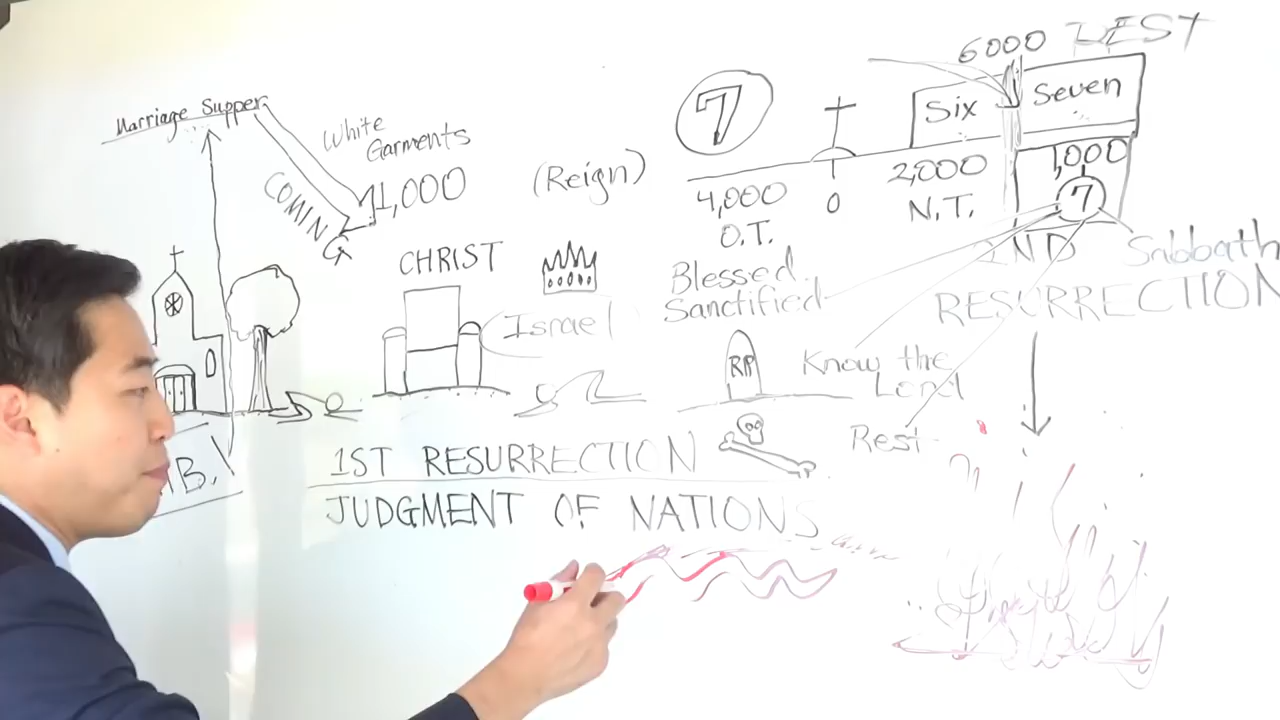 Marriage Supper
COMING
White
Garments
1,000
(Reign)
CHRIST
Israel
7
4,000
O.T.
0
Six
2,000
N.T.
6000
REST
Seven
1,000
7
2ND
RESURRECTION
Sabbath
Blessed
Sanctified
Know the
Lord
Rest
RIP
1ST RESURRECTION
JUDGMENT OF NATIONS